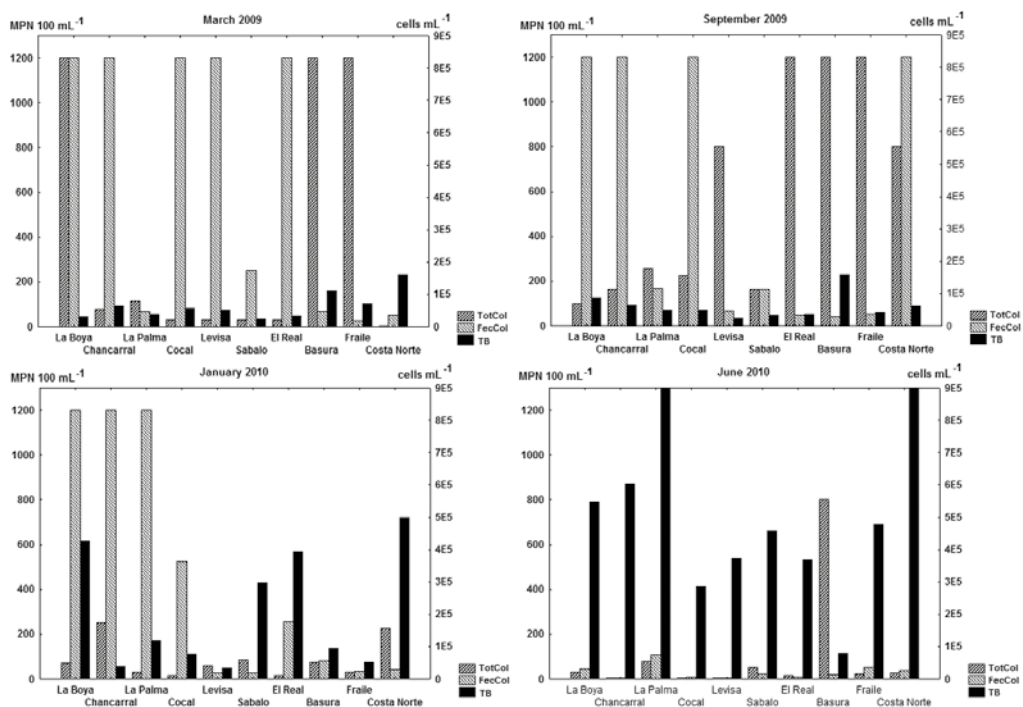 March 2009
MPN 100 mL-1
cells mL-1
9E5
8E5
7E5
6E5
5E5
4E5
3E5
2E5
1E5
0
1200
1000
800
600
400
200
0
La Boya La Palma Levisa El Real Fraile
Chancarral Cocal Sabalo Basura Costa Norte
TotCol
FecCol
TB
September 2009
MPN 100 mL-1
cells mL-1
9E5
8E5
7E5
6E5
5E5
4E5
3E5
2E5
1E5
0
1200
1000
800
600
400
200
0
La Boya La Palma Levisa El Real Fraile
Chancarral Cocal Sabalo Basura Costa Norte
TotCol
FecCol
TB
January 2010
MPN 100 mL-1
cells mL-1
9E5
8E5
7E5
6E5
5E5
4E5
3E5
2E5
1E5
0
1200
1000
800
600
400
200
0
La Boya La Palma Levisa El Real Fraile
Chancarral Cocal Sabalo Basura Costa Norte
TotCol
FecCol
TB
June 2010
MPN 100 mL-1
cells mL-1
9E5
8E5
7E5
6E5
5E5
4E5
3E5
2E5
1E5
0
1200
1000
800
600
400
200
0
La Boya La Palma Levisa El Real Fraile
Chancarral Cocal Sabalo Basura Costa Norte
TotCol
FecCol
TB